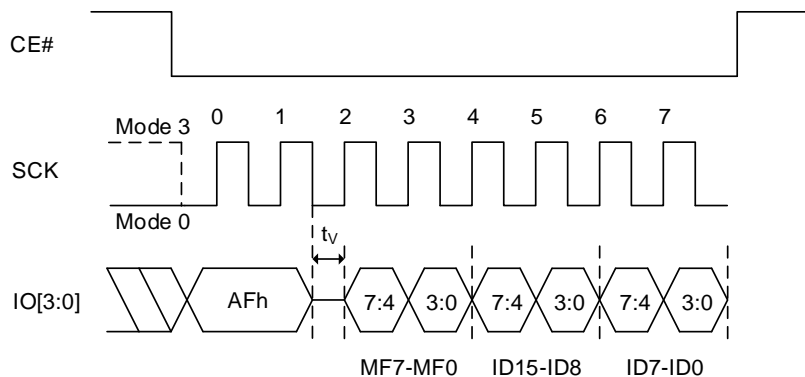 CE#
Mode 3 0 1 2 3 4 5 6 7
SCK
Mode 0
tV
IO[3:0] AFh 7:4 3:0 7:4 3:0 7:4 3:0
MF7-MF0 ID15-ID8 ID7-ID0